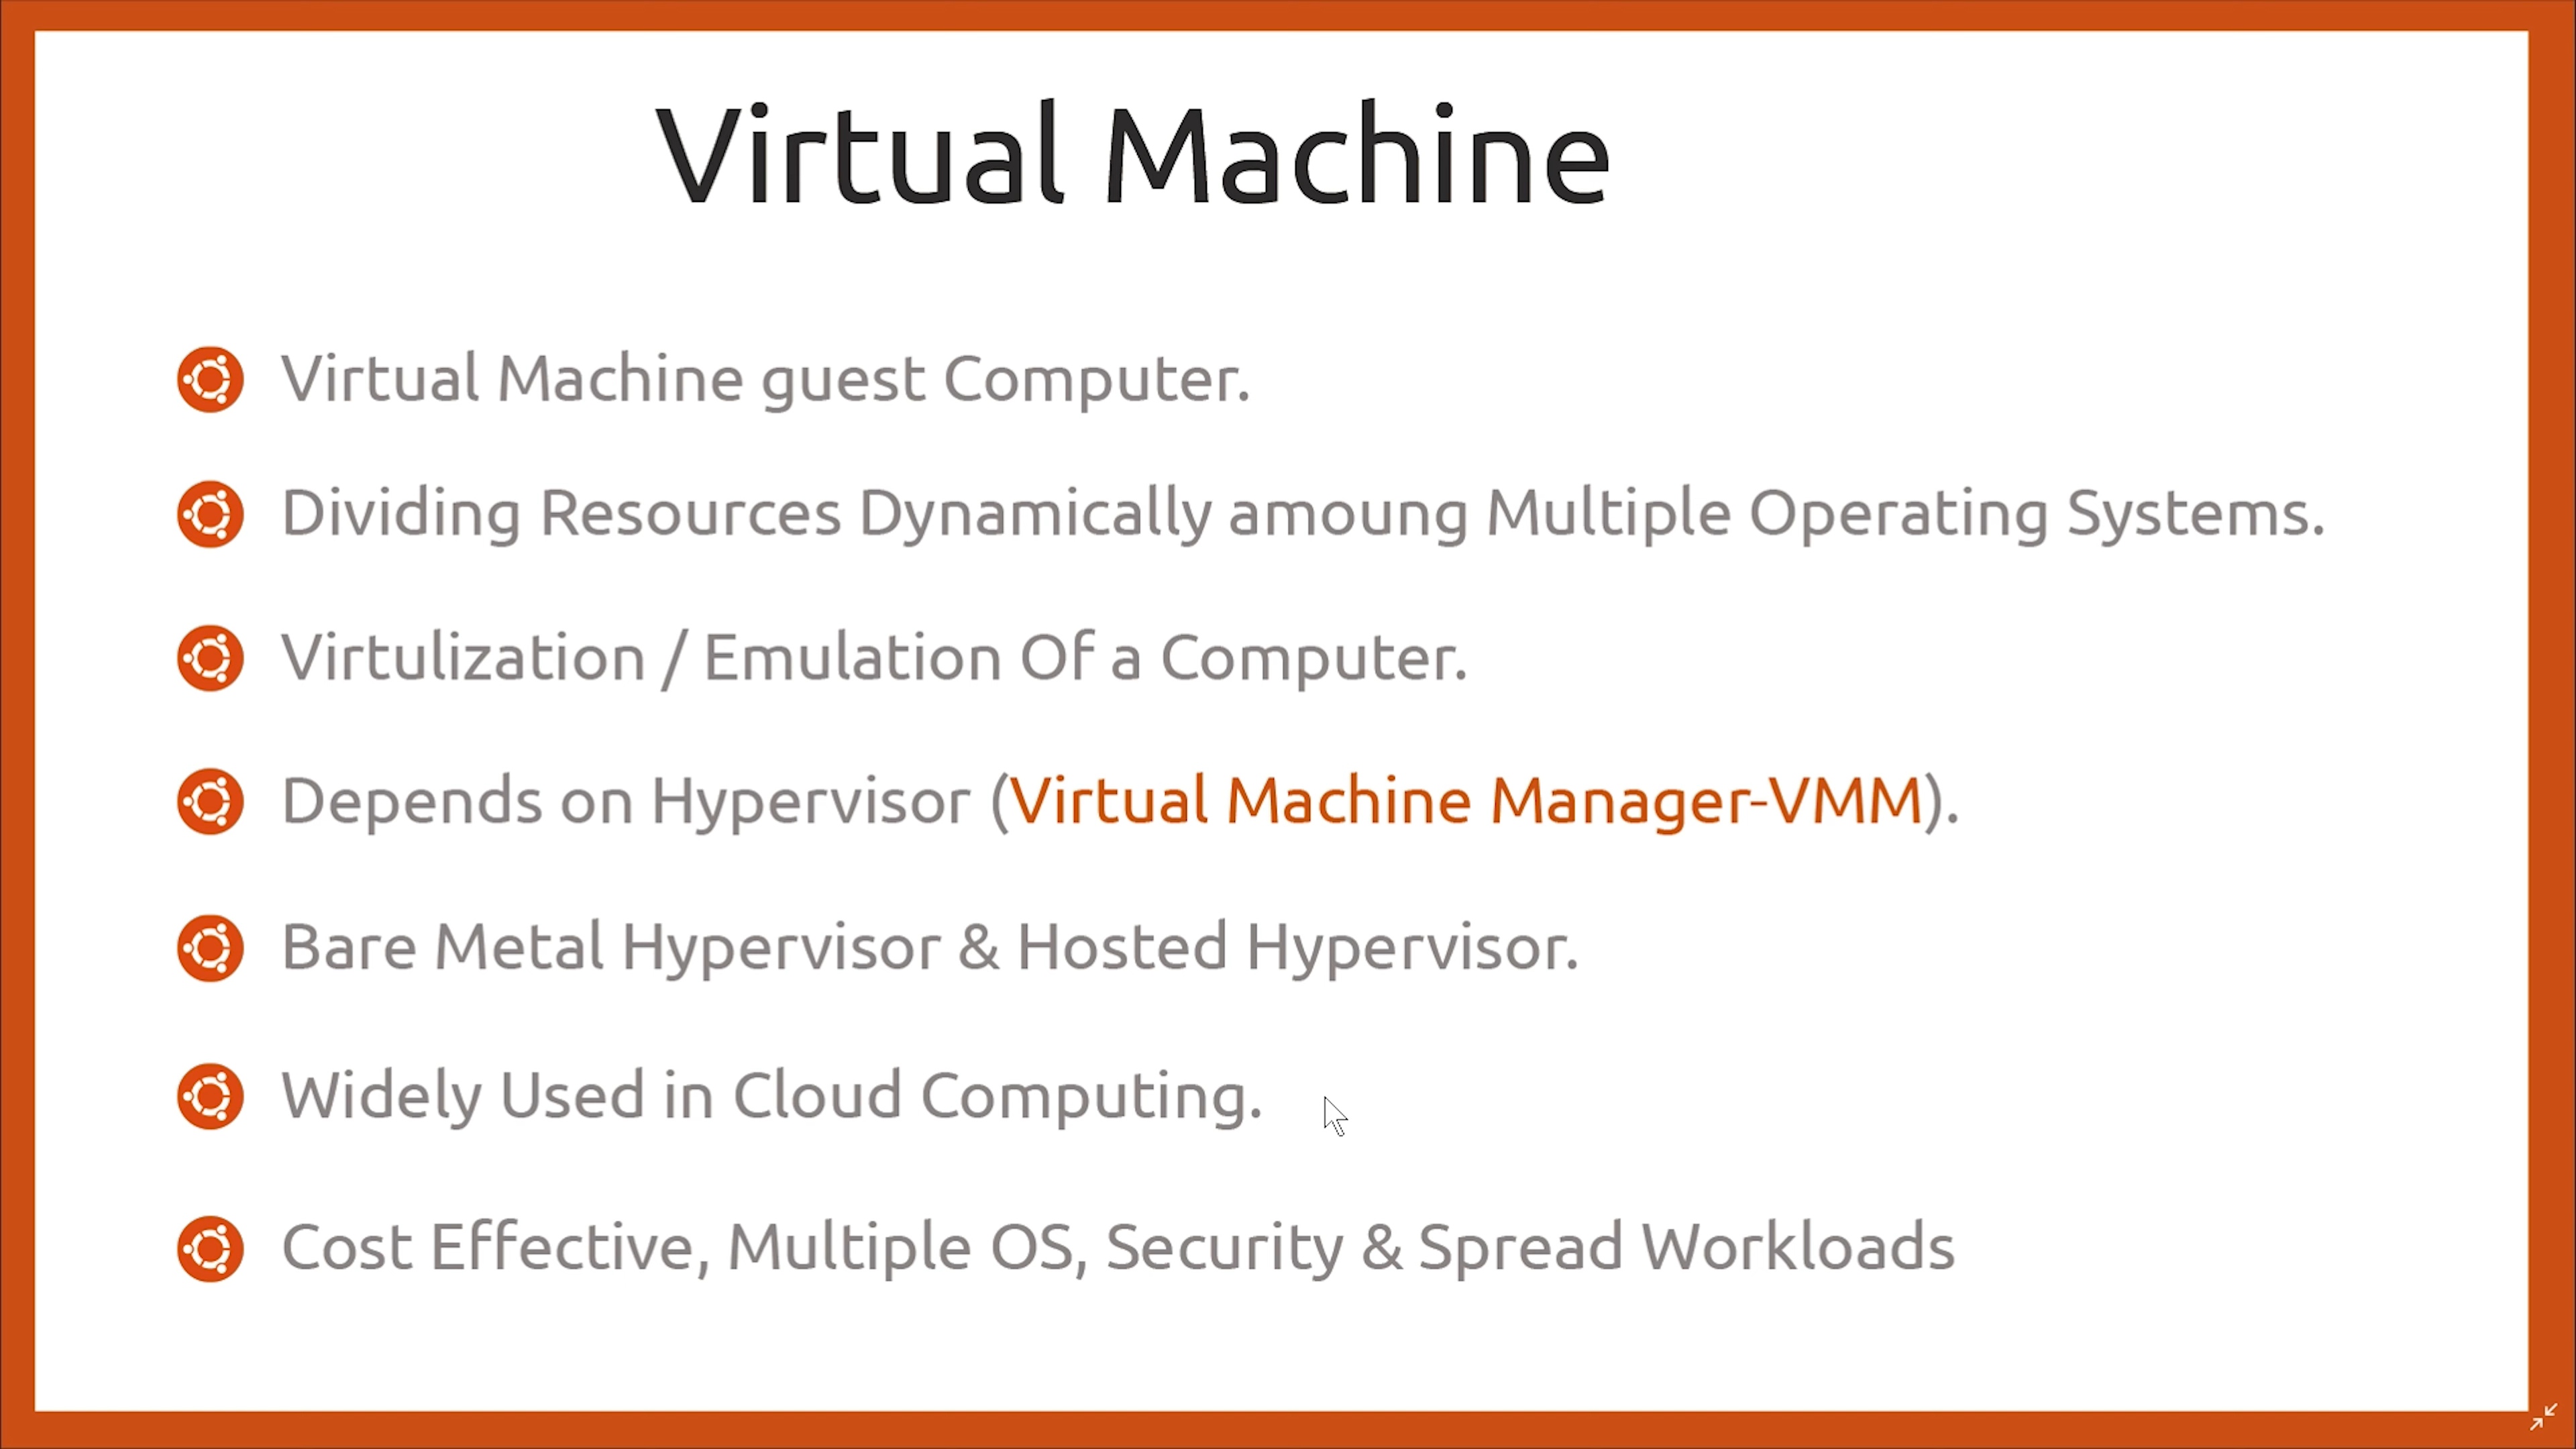 Virtual Machine
Virtual Machine guest Computer.
Dividing Resources Dynamically amoung Multiple Operating Systems.
Virtulization / Emulation Of a Computer.
Depends on Hypervisor (Virtual Machine Manager-VMM).
Bare Metal Hypervisor & Hosted Hypervisor.
Widely Used in Cloud Computing.
Cost Effective, Multiple OS, Security & Spread Workloads